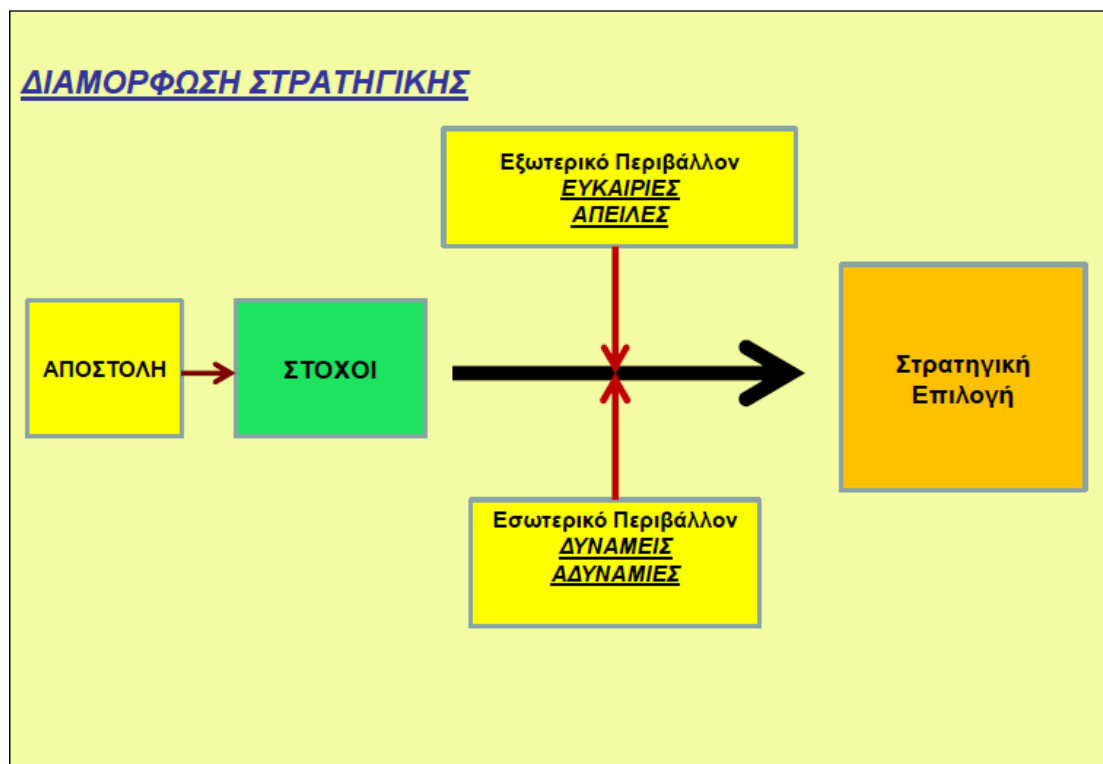 ΔΙΑΜΟΡΦΩΣΗ ΣΤΡΑΤΗΓΙΚΗΣ
Εξωτερικό Περιβάλλον
ΕΥΚΑΙΡΙΕΣ
ΑΠΕΙΛΕΣ
ΑΠΟΣΤΟΛΗ
ΣΤΟΧΟΙ
Στρατηγική
Επιλογή
Εσωτερικό Περιβάλλον
ΔΥΝΑΜΕΙΣ
ΑΔΥΝΑΜΙΕΣ